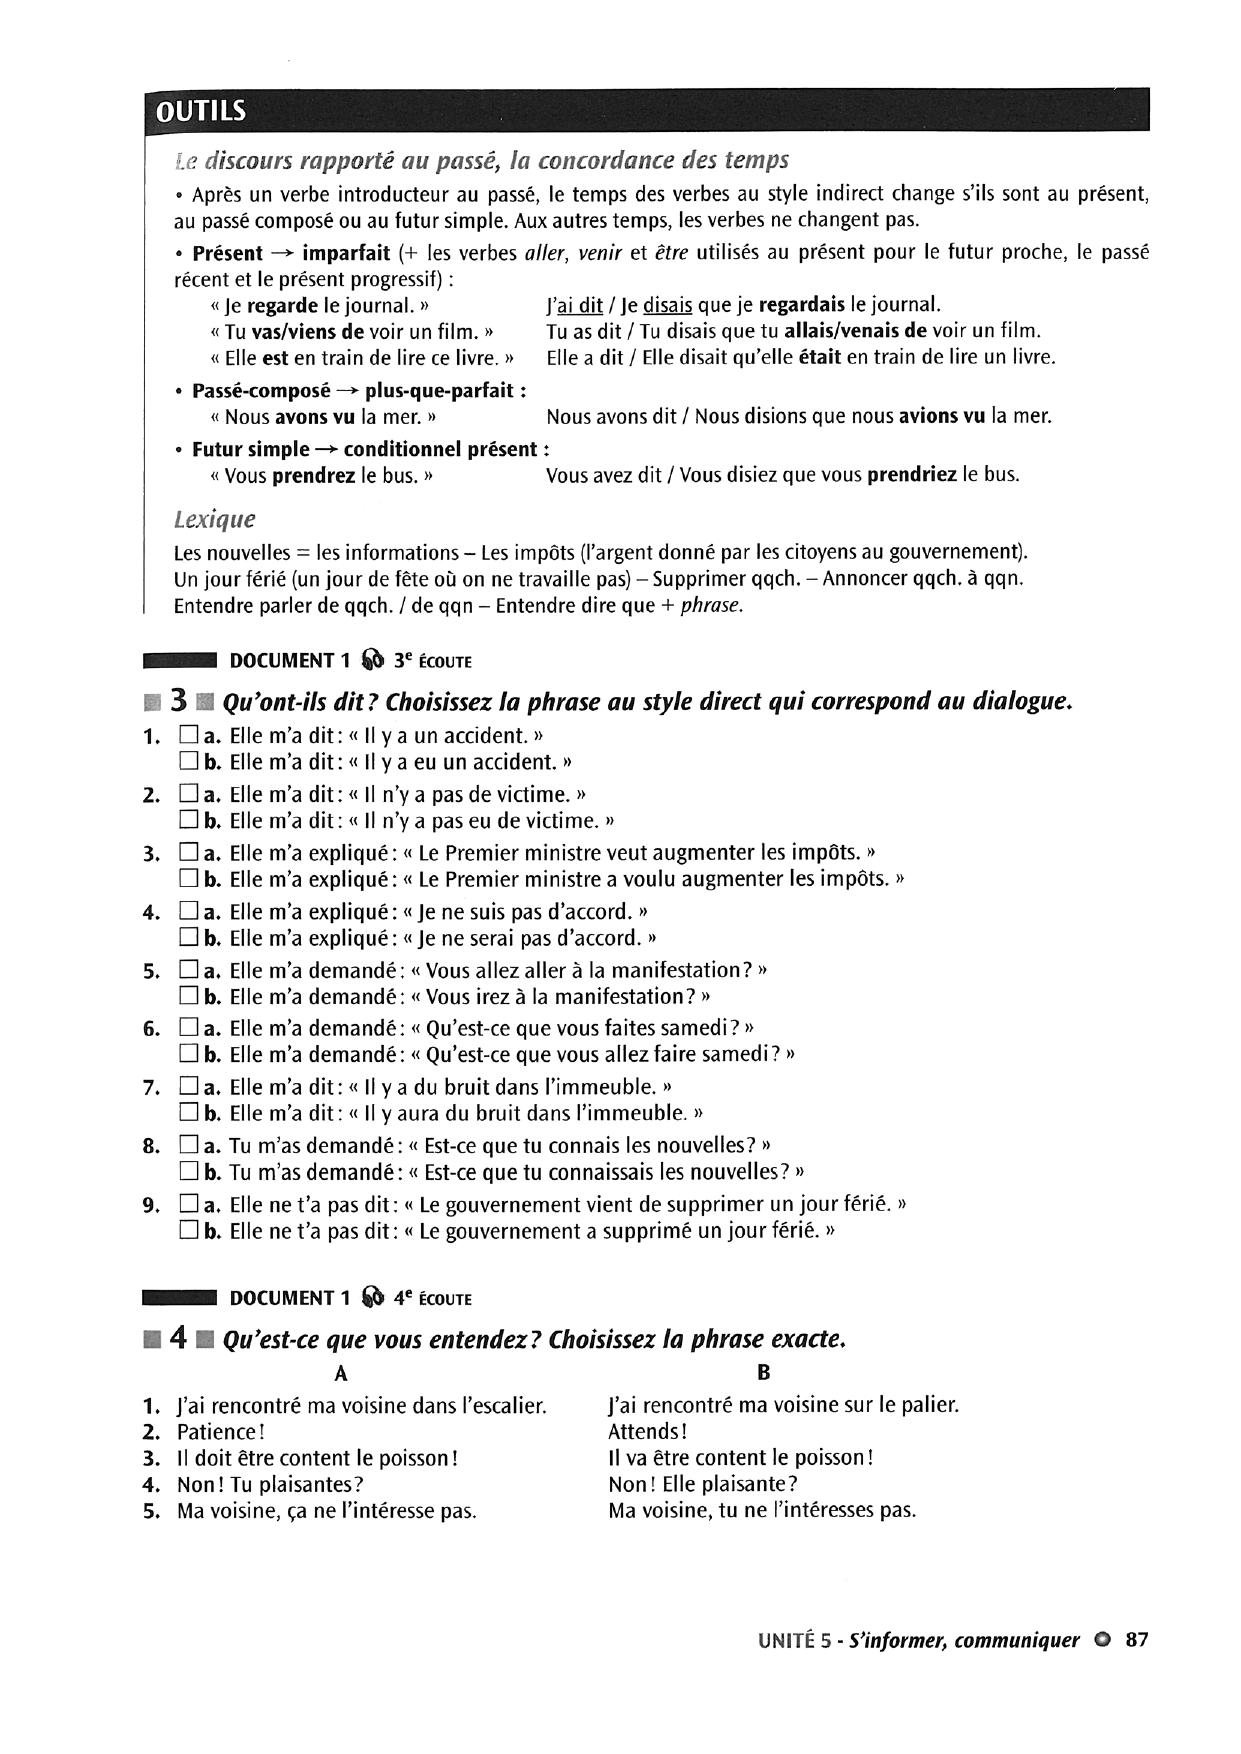 OUTILS
Le discours rapporté au passé, la concordance des temps
• Après un verbe introducteur au passé, le temps des verbes au style indirect change s'ils sont au présent,
au passé composé ou au futur simple. Aux autres temps, les verbes ne changent pas.
• Présent → imparfait (+ les verbes aller, venir et être utilisés au présent pour le futur proche, le passé
récent et le présent progressif) :
« Je regarde le journal. » J'ai dit / Je disais que je regardais le journal.
« Tu vas/viens de voir un film. » Tu as dit / Tu disais que tu allais/venais de voir un film.
« Elle est en train de lire ce livre. » Elle a dit / Elle disait qu'elle était en train de lire un livre.
• Passé-composé → plus-que-parfait :
« Nous avons vu la mer. » Nous avons dit / Nous disions que nous avions vu la mer.
• Futur simple → conditionnel présent :
« Vous prendrez le bus. » Vous avez dit / Vous disiez que vous prendriez le bus.
Lexique
Les nouvelles = les informations – Les impôts (l'argent donné par les citoyens au gouvernement).
Un jour férié (un jour de fête où on ne travaille pas) – Supprimer qqch. – Annoncer qqch. à qqn.
Entendre parler de qqch. / de qqn – Entendre dire que + phrase.
DOCUMENT 1 3e ÉCOUTE
3 Qu'ont-ils dit ? Choisissez la phrase au style direct qui correspond au dialogue.
1. □ a. Elle m'a dit : « Il y a un accident. »
□ b. Elle m'a dit : « Il y a eu un accident. »
2. □ a. Elle m'a dit : « Il n'y a pas de victime. »
□ b. Elle m'a dit : « Il n'y a pas eu de victime. »
3. □ a. Elle m'a expliqué : « Le Premier ministre veut augmenter les impôts. »
□ b. Elle m'a expliqué : « Le Premier ministre a voulu augmenter les impôts. »
4. □ a. Elle m'a expliqué : « Je ne suis pas d'accord. »
□ b. Elle m'a expliqué : « Je ne serai pas d'accord. »
5. □ a. Elle m'a demandé : « Vous allez aller à la manifestation ? »
□ b. Elle m'a demandé : « Vous irez à la manifestation ? »
6. □ a. Elle m'a demandé : « Qu'est-ce que vous faites samedi ? »
□ b. Elle m'a demandé : « Qu'est-ce que vous allez faire samedi ? »
7. □ a. Elle m'a dit : « Il y a du bruit dans l'immeuble. »
□ b. Elle m'a dit : « Il y aura du bruit dans l'immeuble. »
8. □ a. Tu m'as demandé : « Est-ce que tu connais les nouvelles ? »
□ b. Tu m'as demandé : « Est-ce que tu connaissais les nouvelles ? »
9. □ a. Elle ne t'a pas dit : « Le gouvernement vient de supprimer un jour férié. »
□ b. Elle ne t'a pas dit : « Le gouvernement a supprimé un jour férié. »
DOCUMENT 1 4e ÉCOUTE
4 Qu'est-ce que vous entendez ? Choisissez la phrase exacte.
A B
1. J'ai rencontré ma voisine dans l'escalier. J'ai rencontré ma voisine sur le palier.
2. Patience ! Attends !
3. Il doit être content le poisson ! Il va être content le poisson !
4. Non ! Tu plaisantes ? Non ! Elle plaisante ?
5. Ma voisine, ça ne l'intéresse pas. Ma voisine, tu ne l'intéresses pas.
UNITÉ 5 - S'informer, communiquer 87